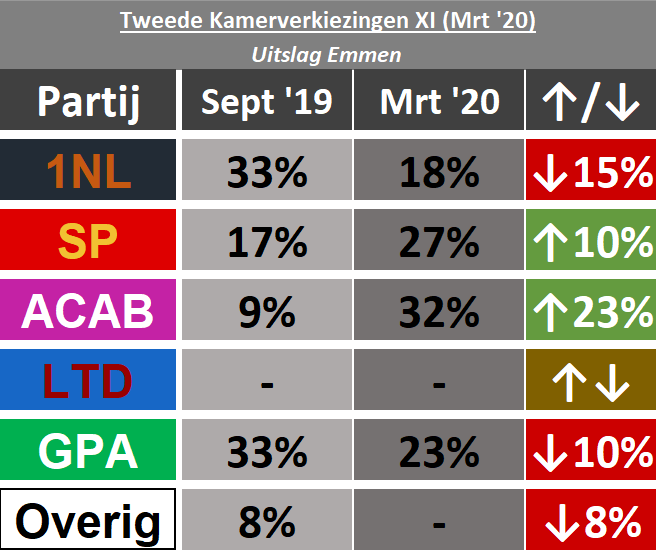 Tweede Kamerverkiezingen XI (Mrt '20)
Uitslag Emmen
Partij Sept '19 Mrt '20 ↑/↓
1NL 33% 18% ↓15%
SP 17% 27% ↑10%
ACAB 9% 32% ↑23%
LTD - - ↑↓
GPA 33% 23% ↓10%
Overig 8% - ↓8%